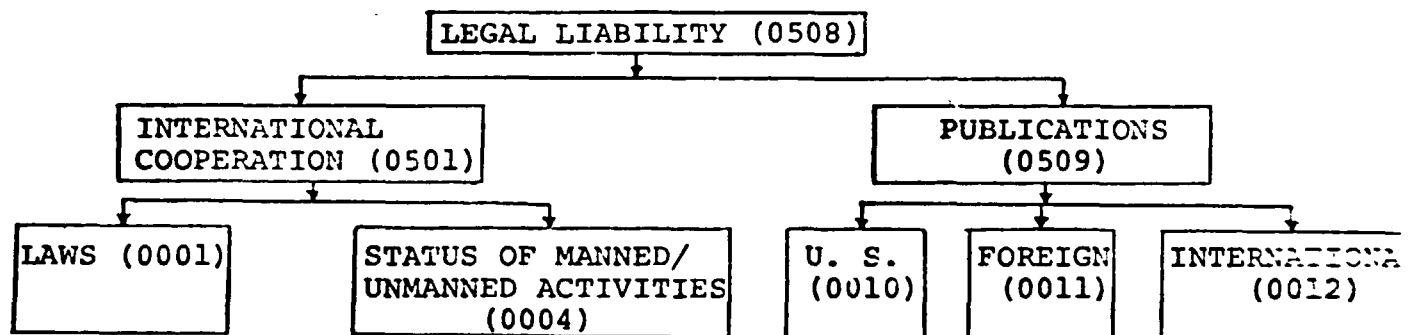 LEGAL LIABILITY (0508)
INTERNATIONAL
COOPERATION (0501)
PUBLICATIONS
(0509)
LAWS (0001)
STATUS OF MANNED/
UNMANNED ACTIVITIES
(0004)
U. S.
(0010)
FOREIGN
(0011)
INTERNATIONA
(0012)